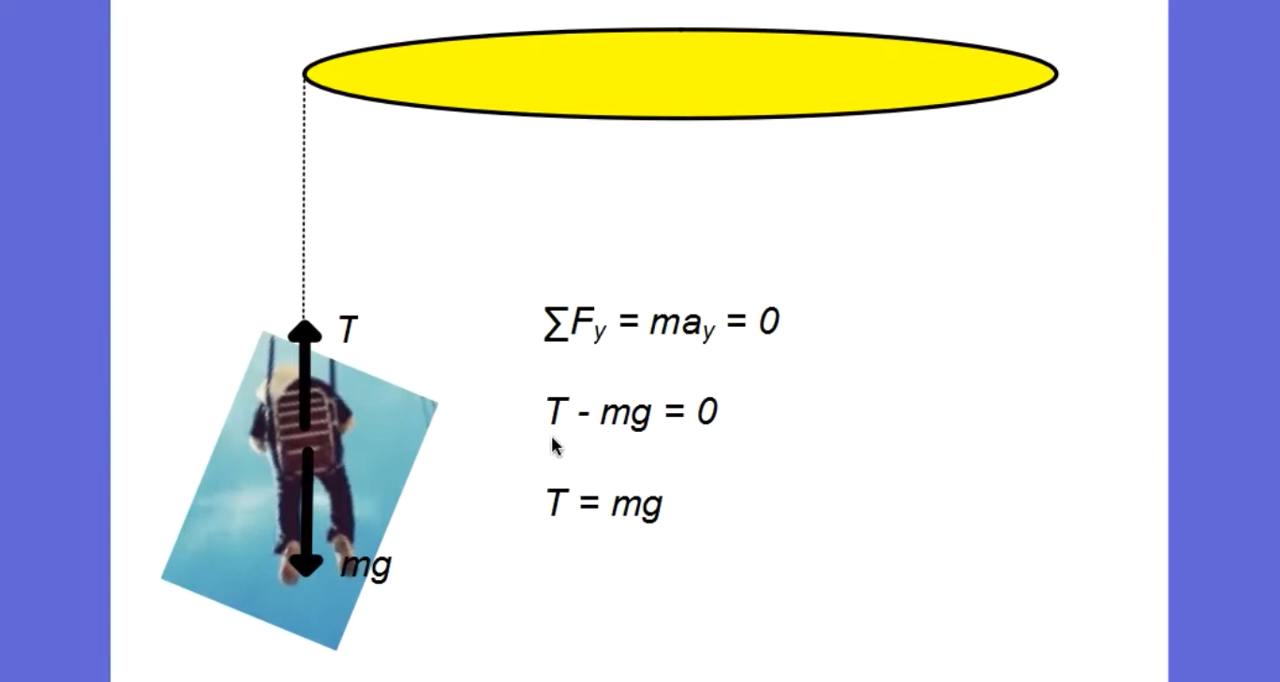 T
∑Fy = may = 0
T - mg = 0
T = mg
mg